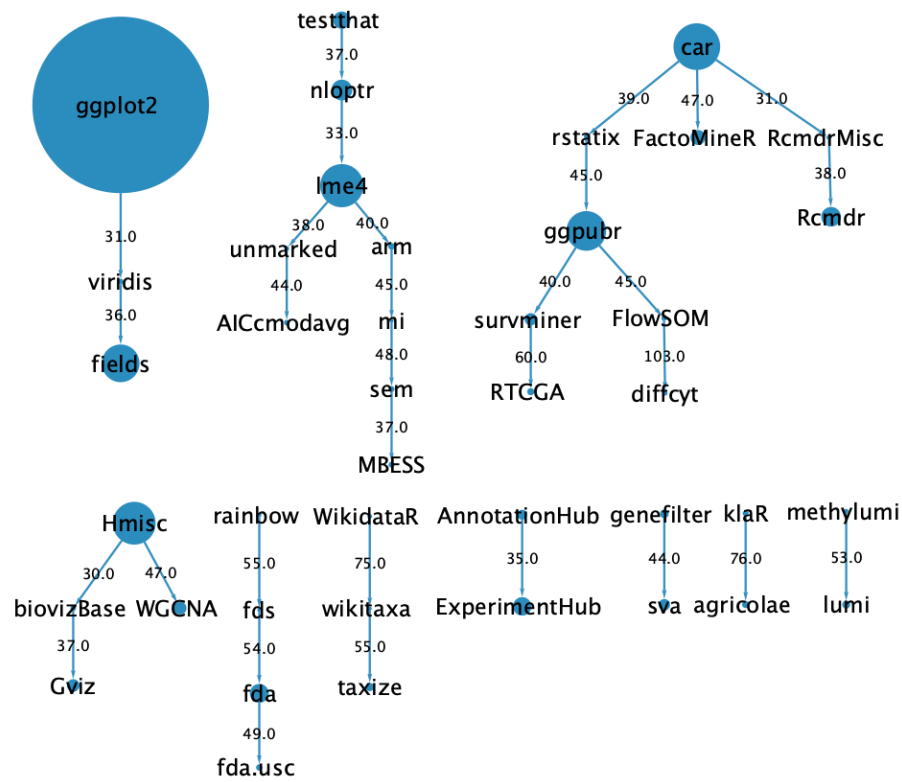 testthat
37.0
nloptr
33.0
lme4
38.0 40.0
unmarked arm
44.0 45.0
AICcmodavg mi
48.0
sem
37.0
MBESS
ggplot2
31.0
viridis
36.0
fields
car
39.0 47.0 31.0
rstatix FactoMineR RcmdrMisc
45.0 38.0
ggpubr Rcmdr
40.0 45.0
survminer FlowSOM
60.0 103.0
RTCGA diffcyt
Hmisc
30.0 47.0
biovizBase WGCNA
37.0
Gviz
rainbow
55.0
fds
54.0
fda
49.0
fda.usc
WikidataR
75.0
wikitaxa
55.0
taxize
AnnotationHub
35.0
ExperimentHub
genefilter
44.0
sva
klaR
76.0
agricolae
methylumi
53.0
lumi